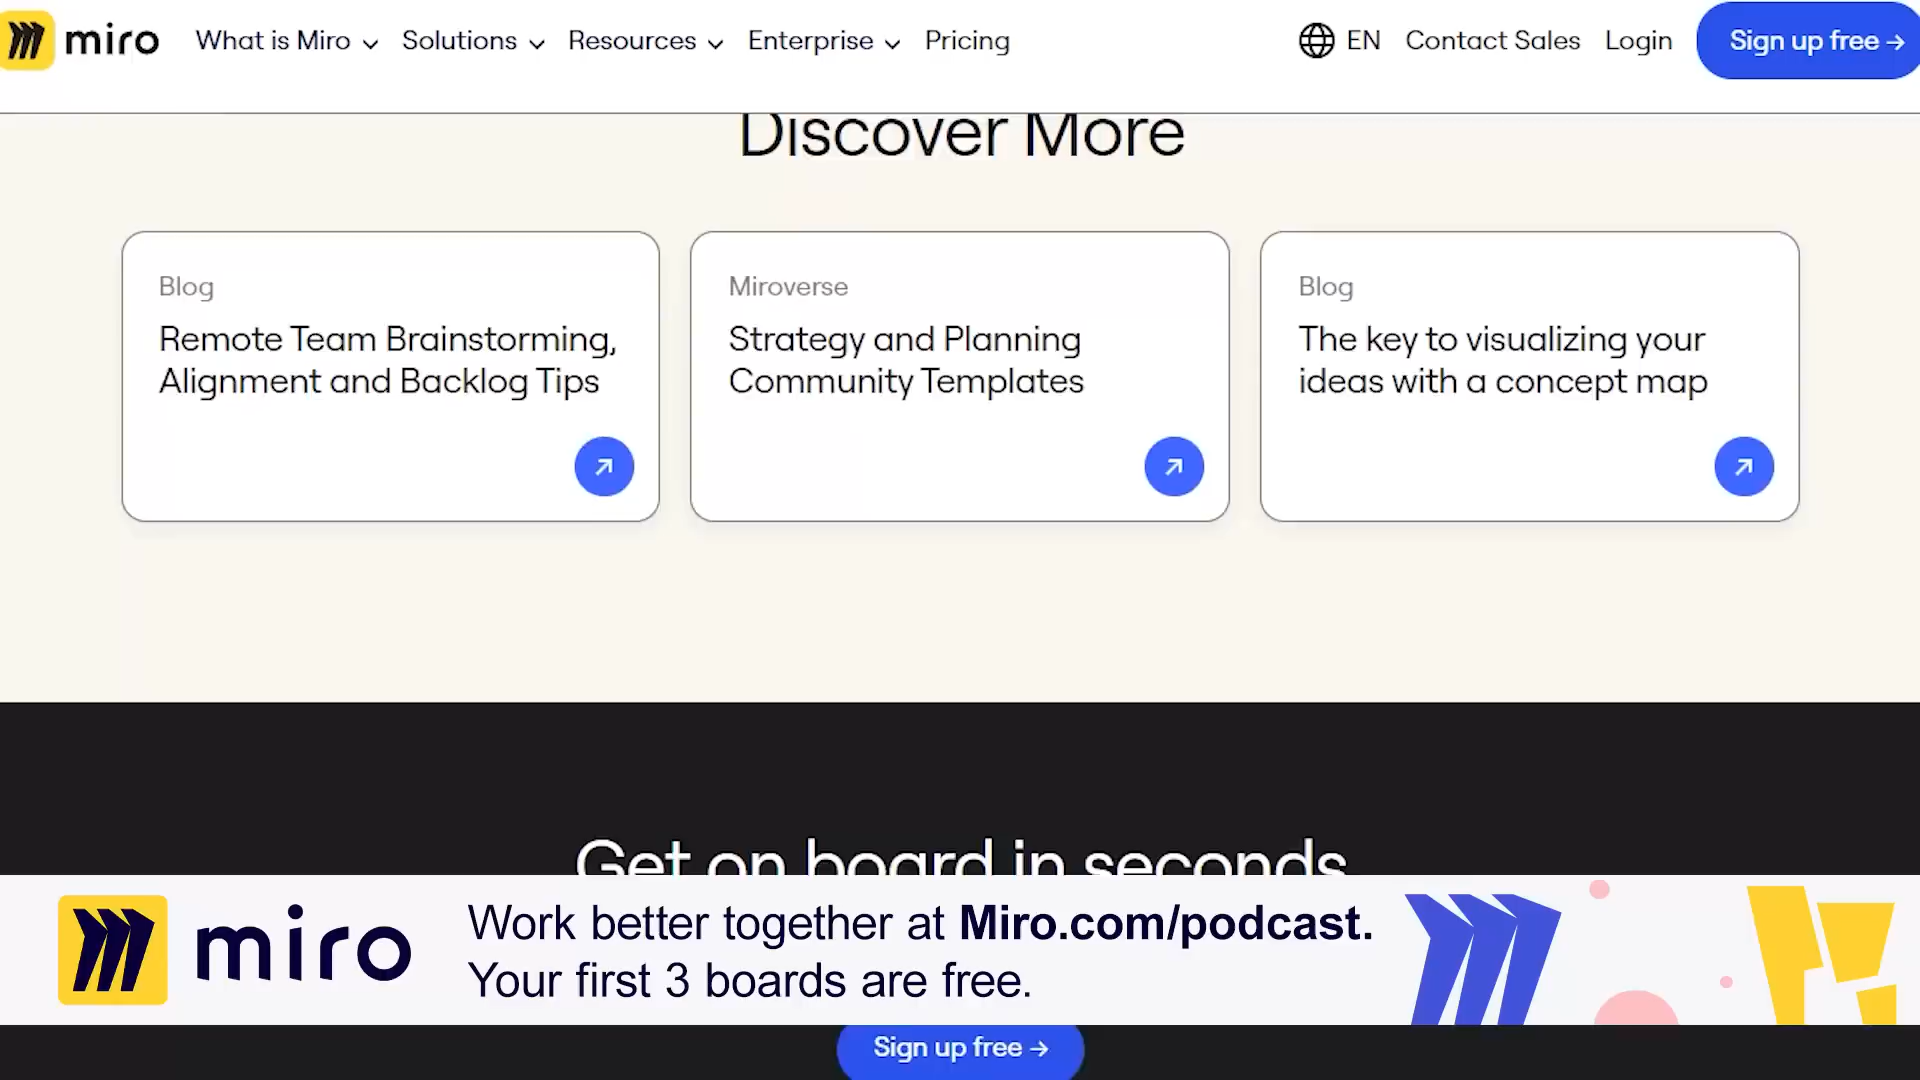 miro
What is Miro
Solutions
Resources
Enterprise
Pricing
EN
Contact Sales
Login
Sign up free →
Discover More
Blog
Remote Team Brainstorming,
Alignment and Backlog Tips
Miroverse
Strategy and Planning
Community Templates
Blog
The key to visualizing your
ideas with a concept map
Get on board in seconds
miro
Work better together at Miro.com/podcast.
Your first 3 boards are free.
Sign up free →